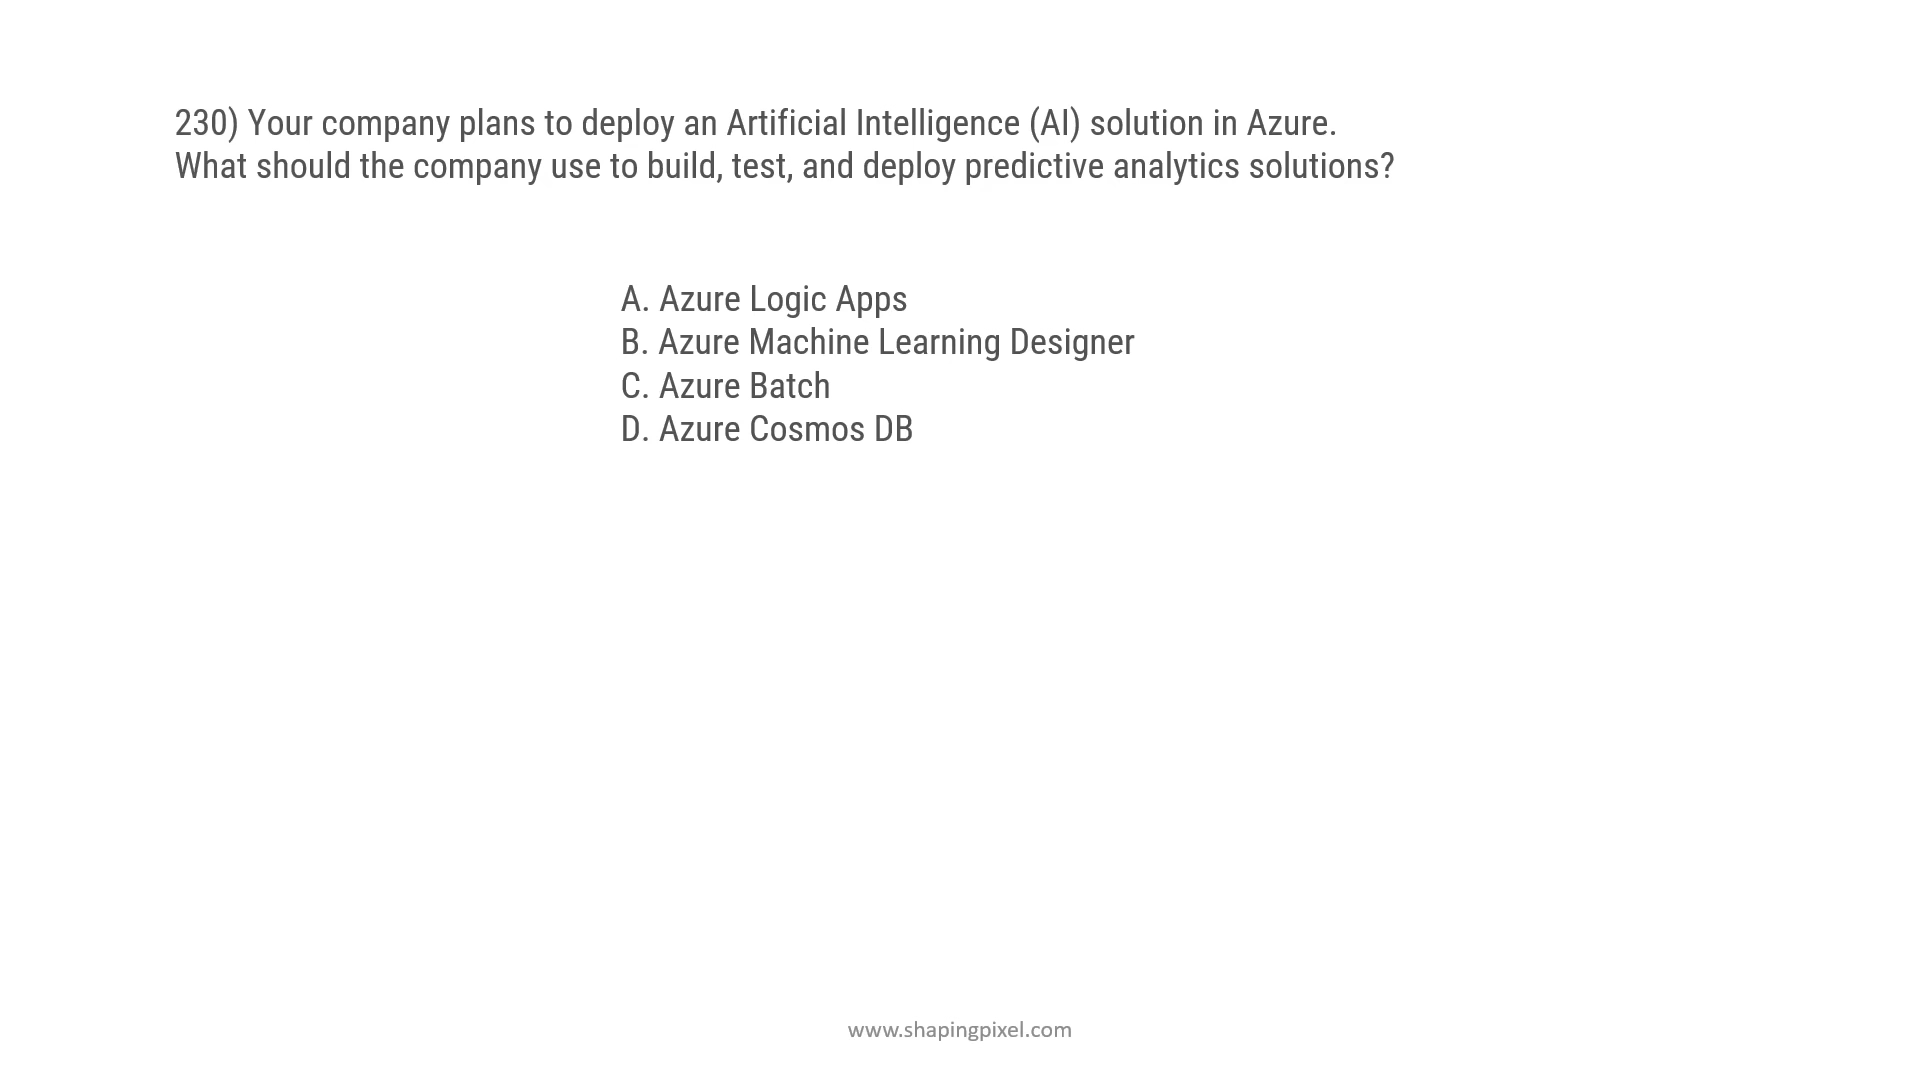 230) Your company plans to deploy an Artificial Intelligence (AI) solution in Azure.
What should the company use to build, test, and deploy predictive analytics solutions?
A. Azure Logic Apps
B. Azure Machine Learning Designer
C. Azure Batch
D. Azure Cosmos DB
www.shapingpixel.com